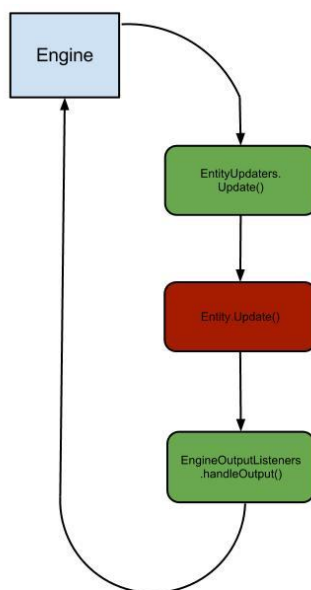 Engine
EntityUpdaters.
Update()
Entity.Update()
EngineOutputListeners
.handleOutput()